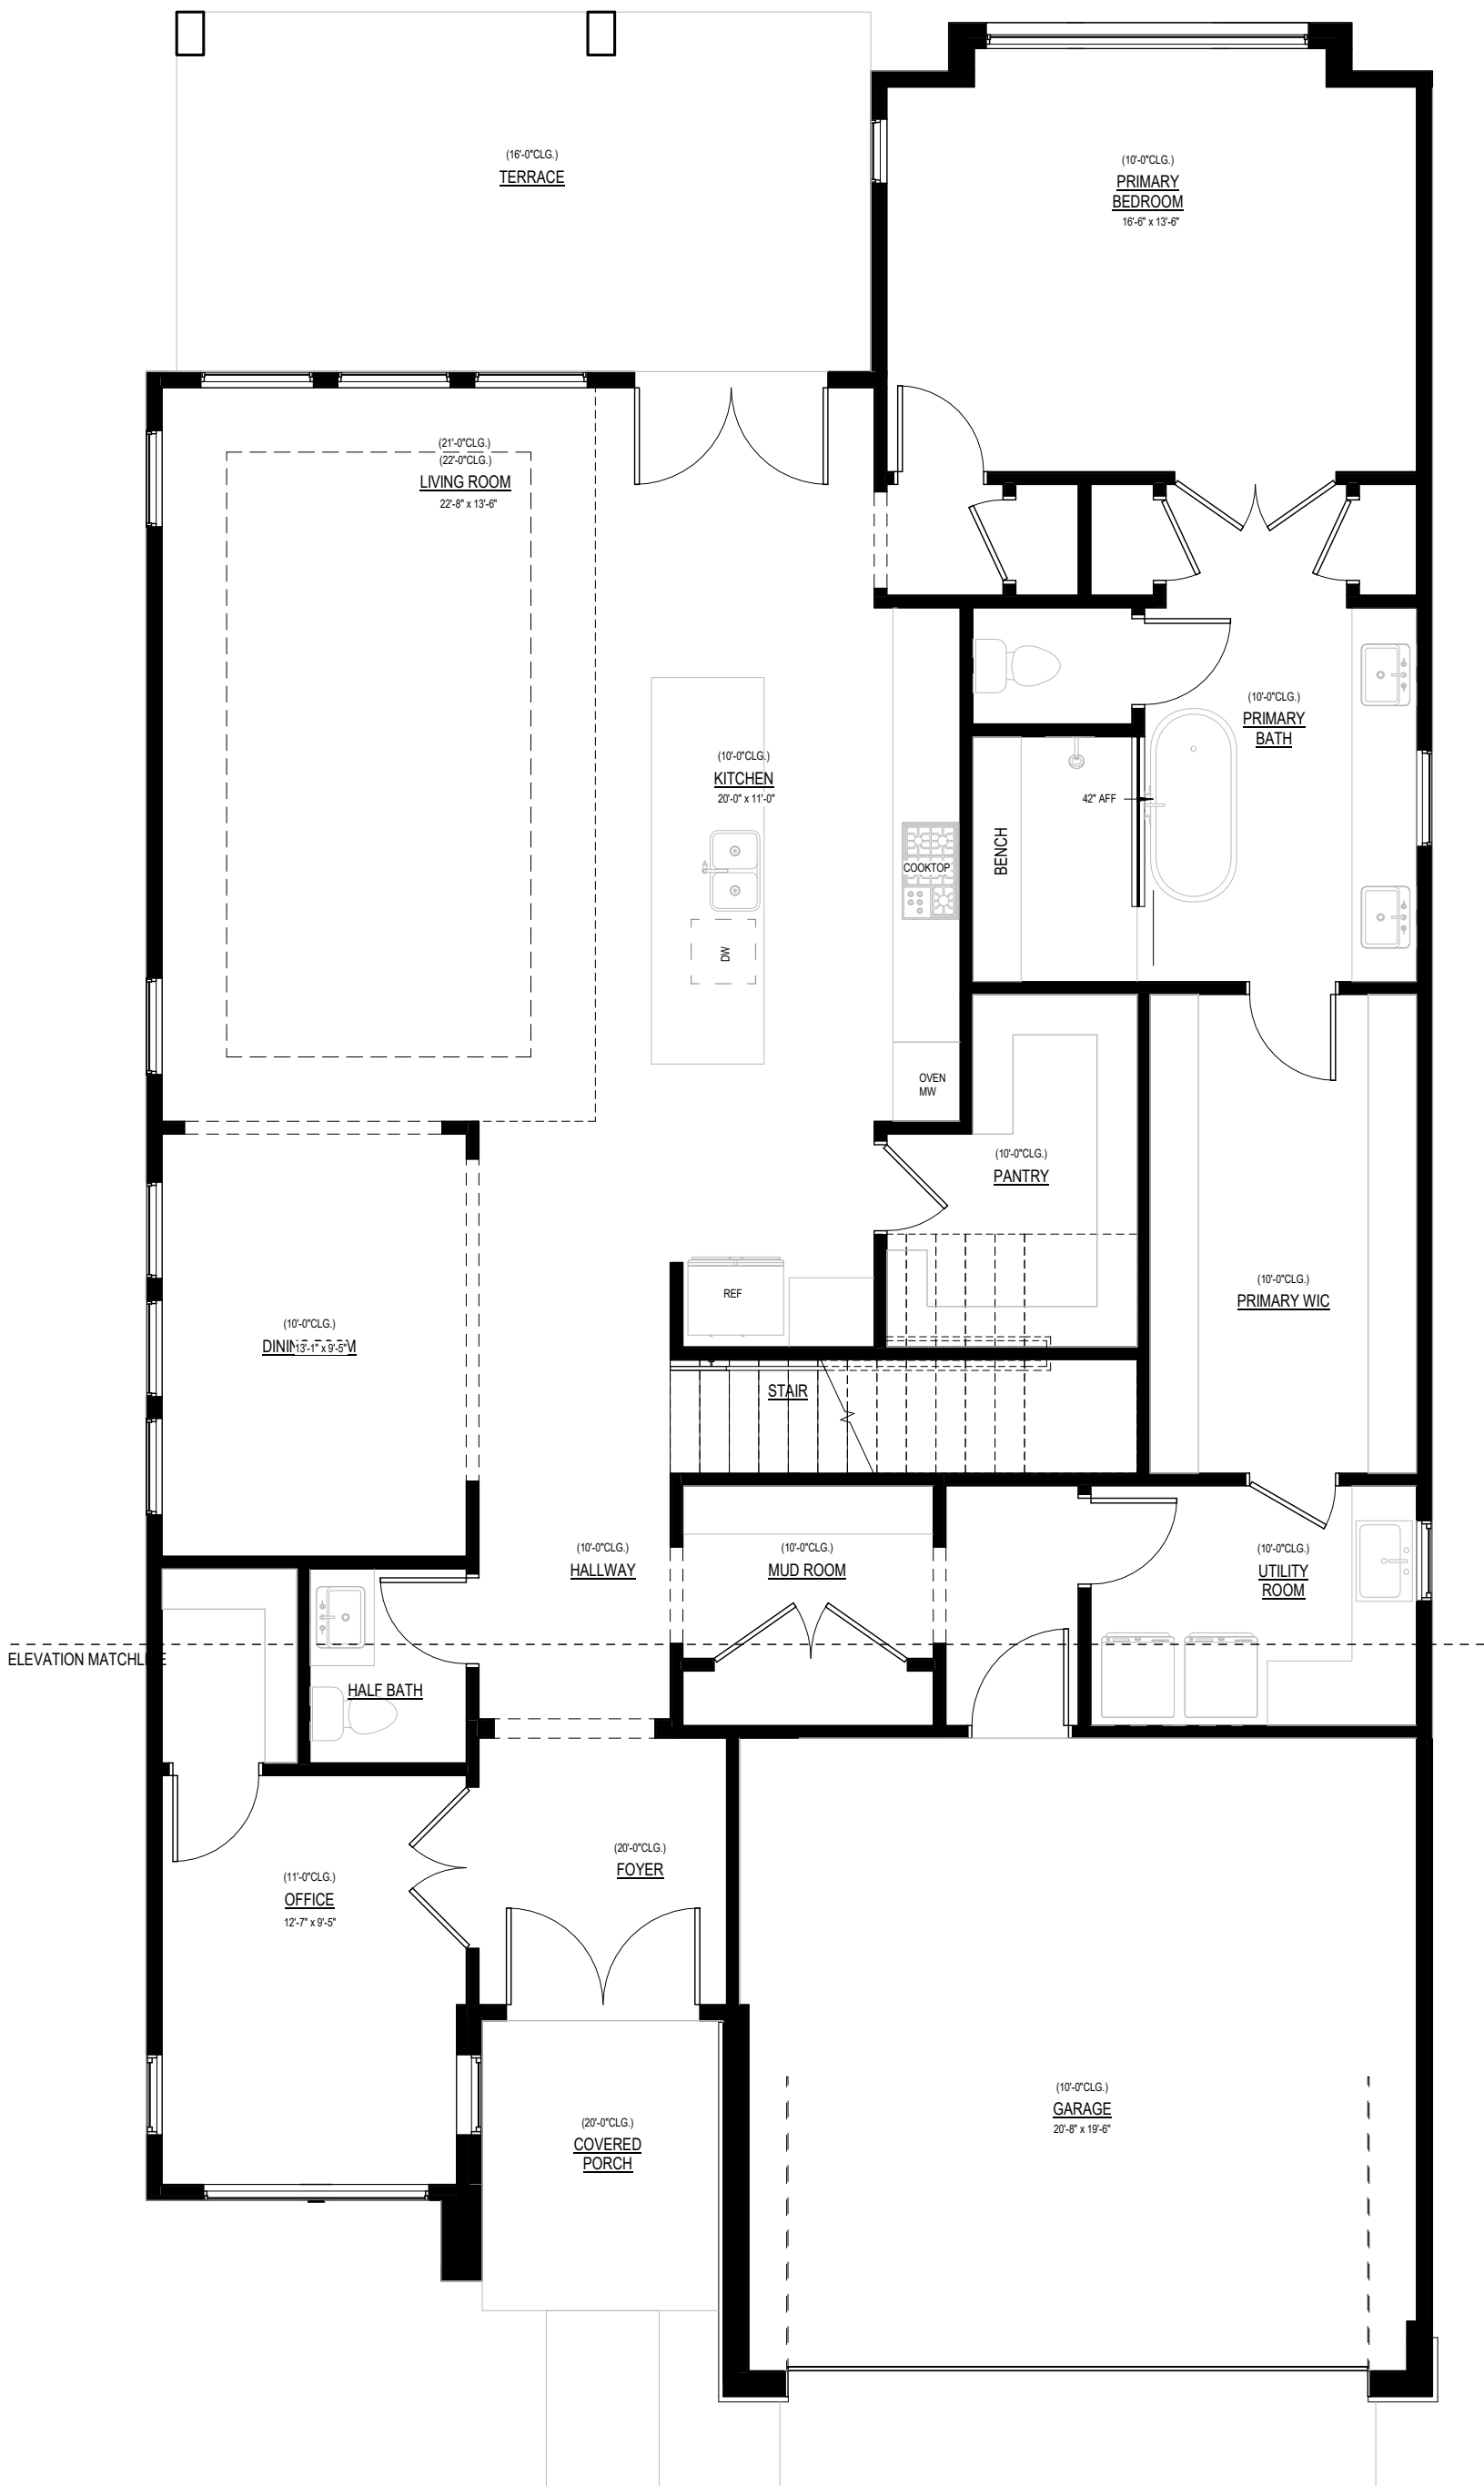 (16'-0"CLG.)
TERRACE
(10'-0"CLG.)
PRIMARY
BEDROOM
16'-6" x 13'-6"
(21'-0"CLG.)
(22'-0"CLG.)
LIVING ROOM
22'-8" x 13'-6"
(10'-0"CLG.)
PRIMARY
BATH
(10'-0"CLG.)
KITCHEN
20'-0" x 11'-0"
42" AFF
BENCH
COOKTOP
DW
OVEN
MW
(10'-0"CLG.)
PANTRY
REF
(10'-0"CLG.)
PRIMARY WIC
(10'-0"CLG.)
13'-1" x 9'-5"
STAIR
(10'-0"CLG.)
HALLWAY
(10'-0"CLG.)
MUD ROOM
(10'-0"CLG.)
UTILITY
ROOM
ELEVATION
HALF BATH
(20'-0"CLG.)
FOYER
(11'-0"CLG.)
OFFICE
12'-7" x 9'-5"
(10'-0"CLG.)
GARAGE
20'-8" x 19'-6"
(20'-0"CLG.)
COVERED
PORCH